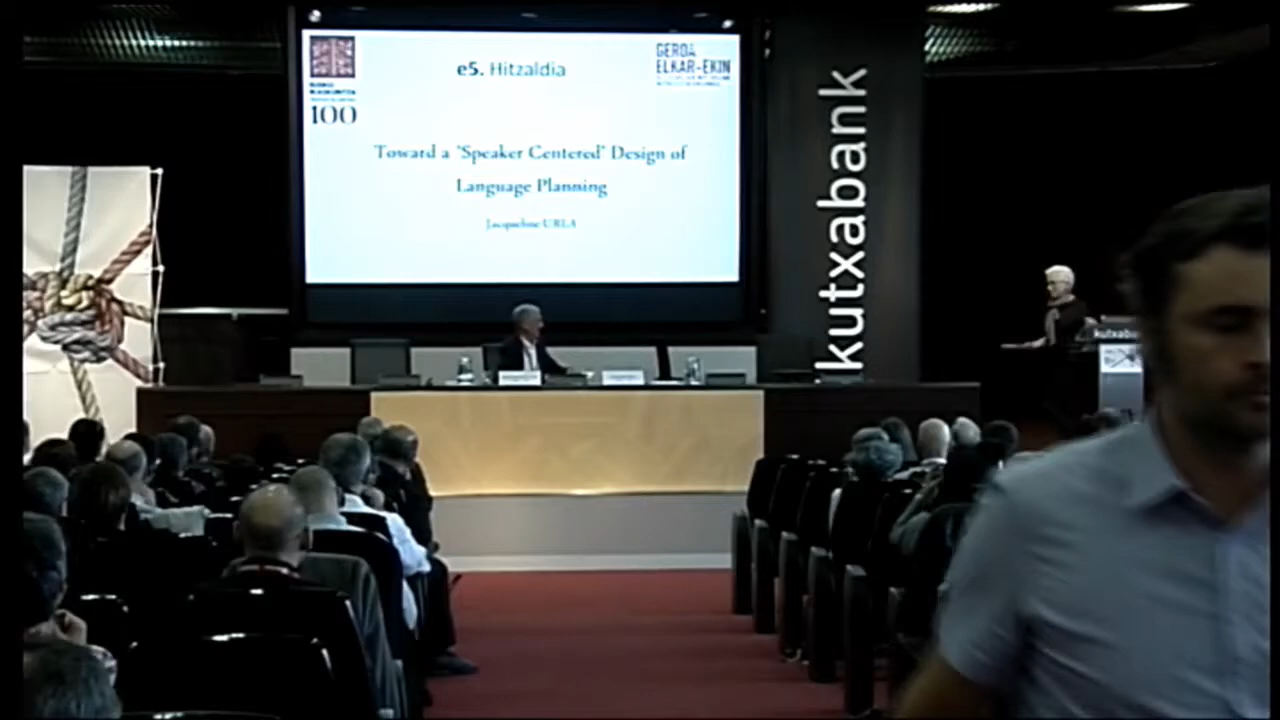 100
e5. Hitzaldia
GEROA
ELKAR-EKIN
Toward a "Speaker Centered" Design of
Language Planning
Jacqueline URLA
kutxabank